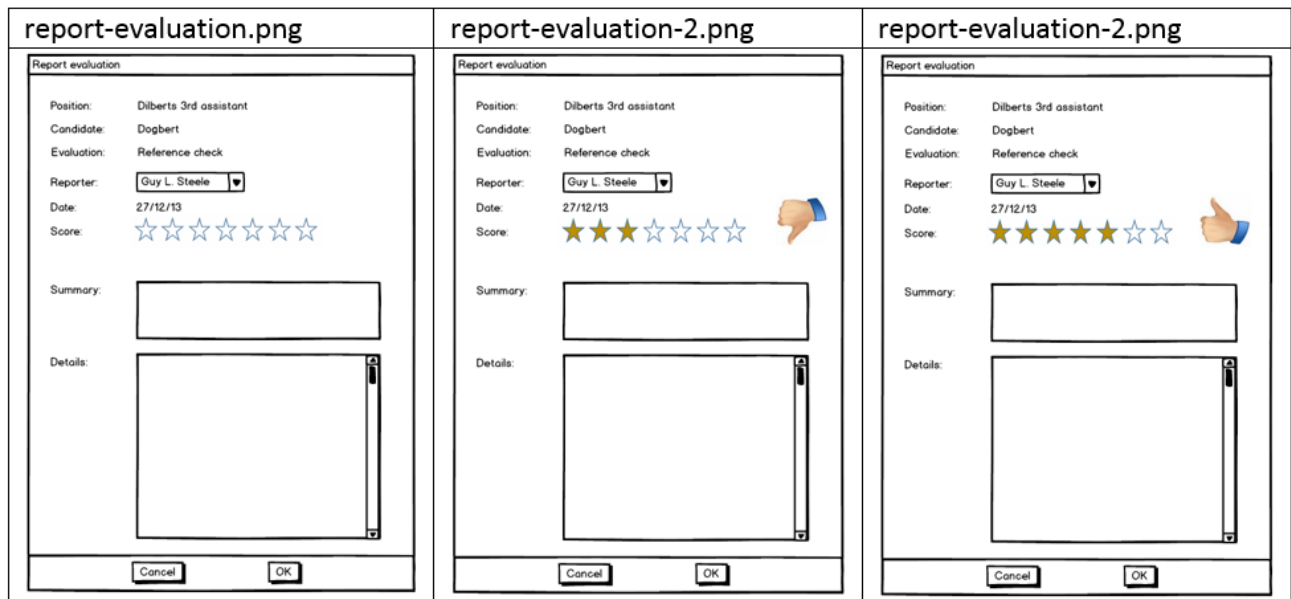 report-evaluation.png
Report evaluation
Position: Dilberts 3rd assistant
Candidate: Dogbert
Evaluation: Reference check
Reporter: Guy L. Steele
Date: 27/12/13
Score:
Summary:
Details:
Cancel OK
report-evaluation-2.png
Report evaluation
Position: Dilberts 3rd assistant
Candidate: Dogbert
Evaluation: Reference check
Reporter: Guy L. Steele
Date: 27/12/13
Score:
Summary:
Details:
Cancel OK
report-evaluation-2.png
Report evaluation
Position: Dilberts 3rd assistant
Candidate: Dogbert
Evaluation: Reference check
Reporter: Guy L. Steele
Date: 27/12/13
Score:
Summary:
Details:
Cancel OK